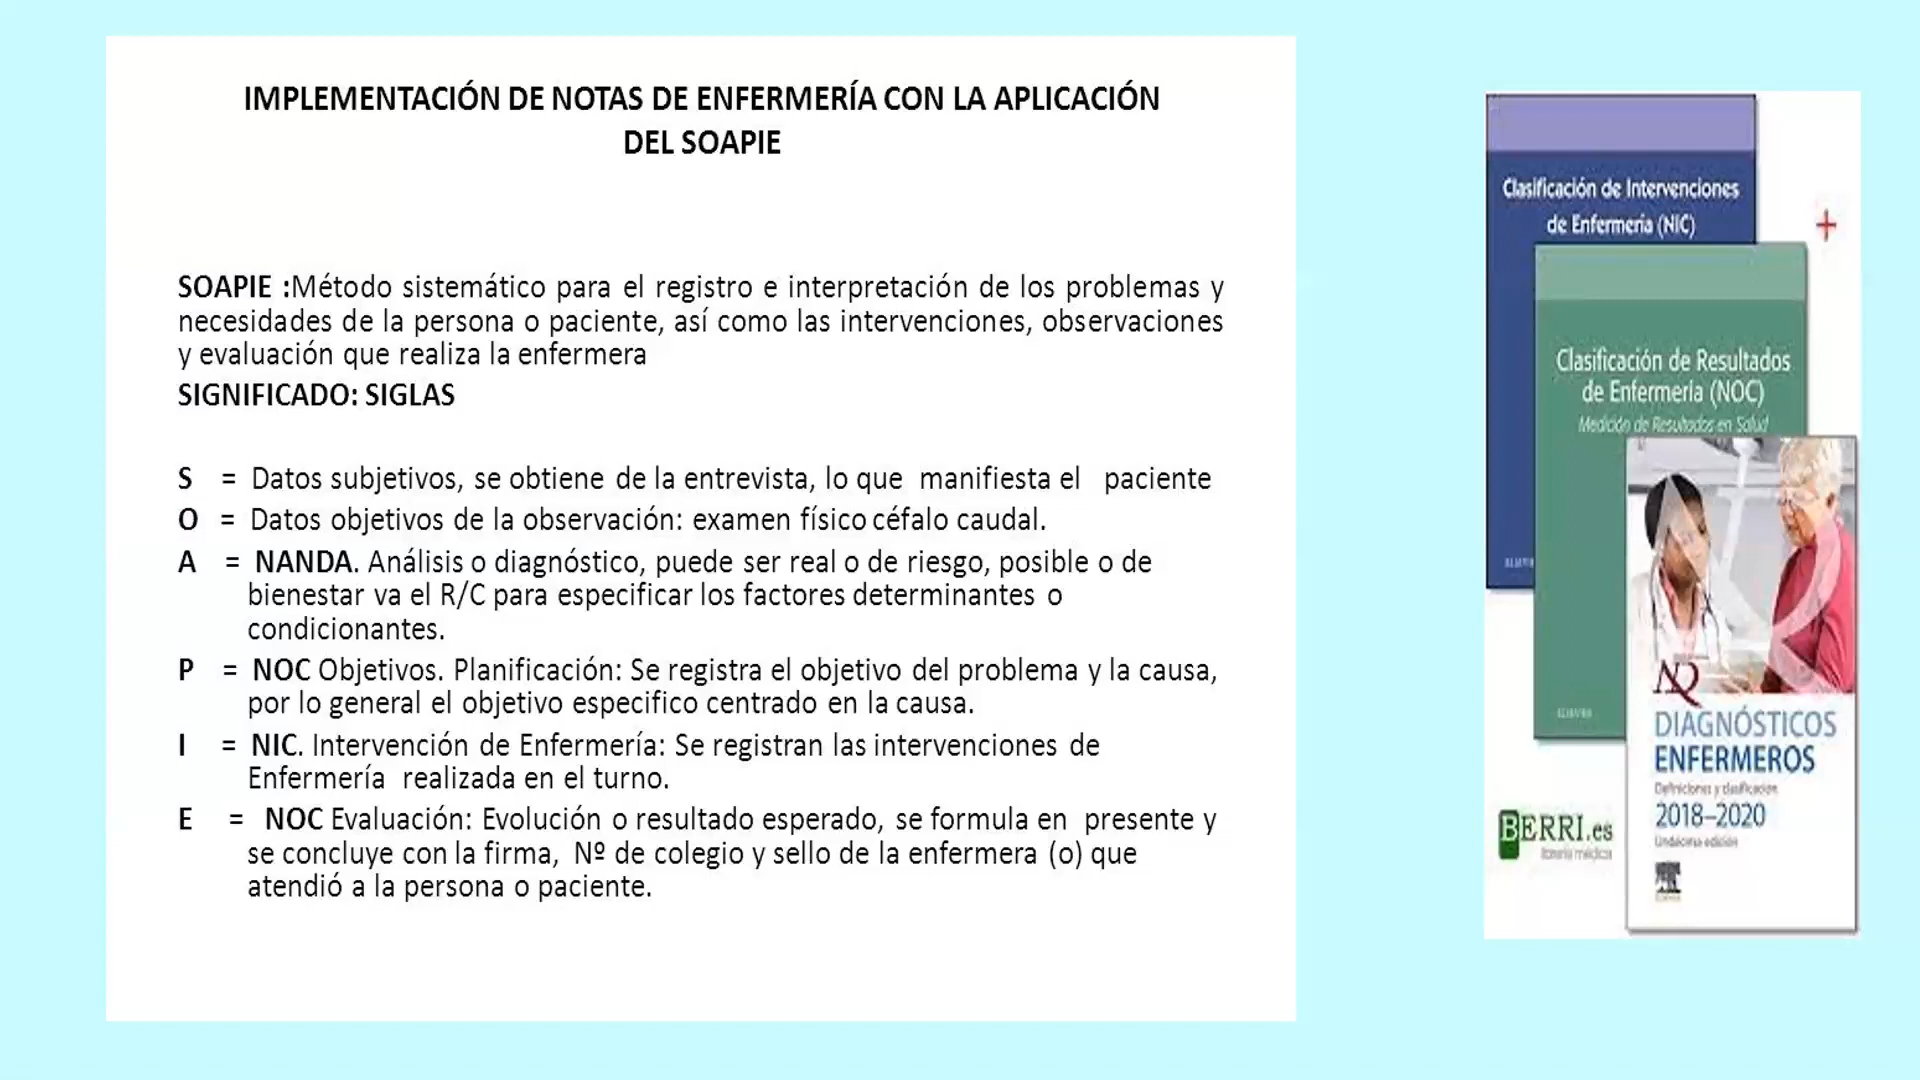 IMPLEMENTACIÓN DE NOTAS DE ENFERMERÍA CON LA APLICACIÓN
DEL SOAPIE
SOAPIE :Método sistemático para el registro e interpretación de los problemas y
necesidades de la persona o paciente, así como las intervenciones, observaciones
y evaluación que realiza la enfermera
SIGNIFICADO: SIGLAS
S = Datos subjetivos, se obtiene de la entrevista, lo que manifiesta el paciente
O = Datos objetivos de la observación: examen físico céfalo caudal.
A = NANDA. Análisis o diagnóstico, puede ser real o de riesgo, posible o de
bienestar va el R/C para especificar los factores determinantes o
condicionantes.
P = NOC Objetivos. Planificación: Se registra el objetivo del problema y la causa,
por lo general el objetivo especifico centrado en la causa.
I = NIC. Intervención de Enfermería: Se registran las intervenciones de
Enfermería realizada en el turno.
E = NOC Evaluación: Evolución o resultado esperado, se formula en presente y
se concluye con la firma, Nº de colegio y sello de la enfermera (o) que
atendió a la persona o paciente.
Clasificación de Intervenciones
de Enfermería (NIC)
+
Clasificación de Resultados
de Enfermería (NOC)
Medición de Resultados en Salud
ELSEVIER
DIAGNÓSTICOS
ENFERMEROS
Definiciones y clasificación
2018–2020
Undécima edición
BERRI.es
librería médica